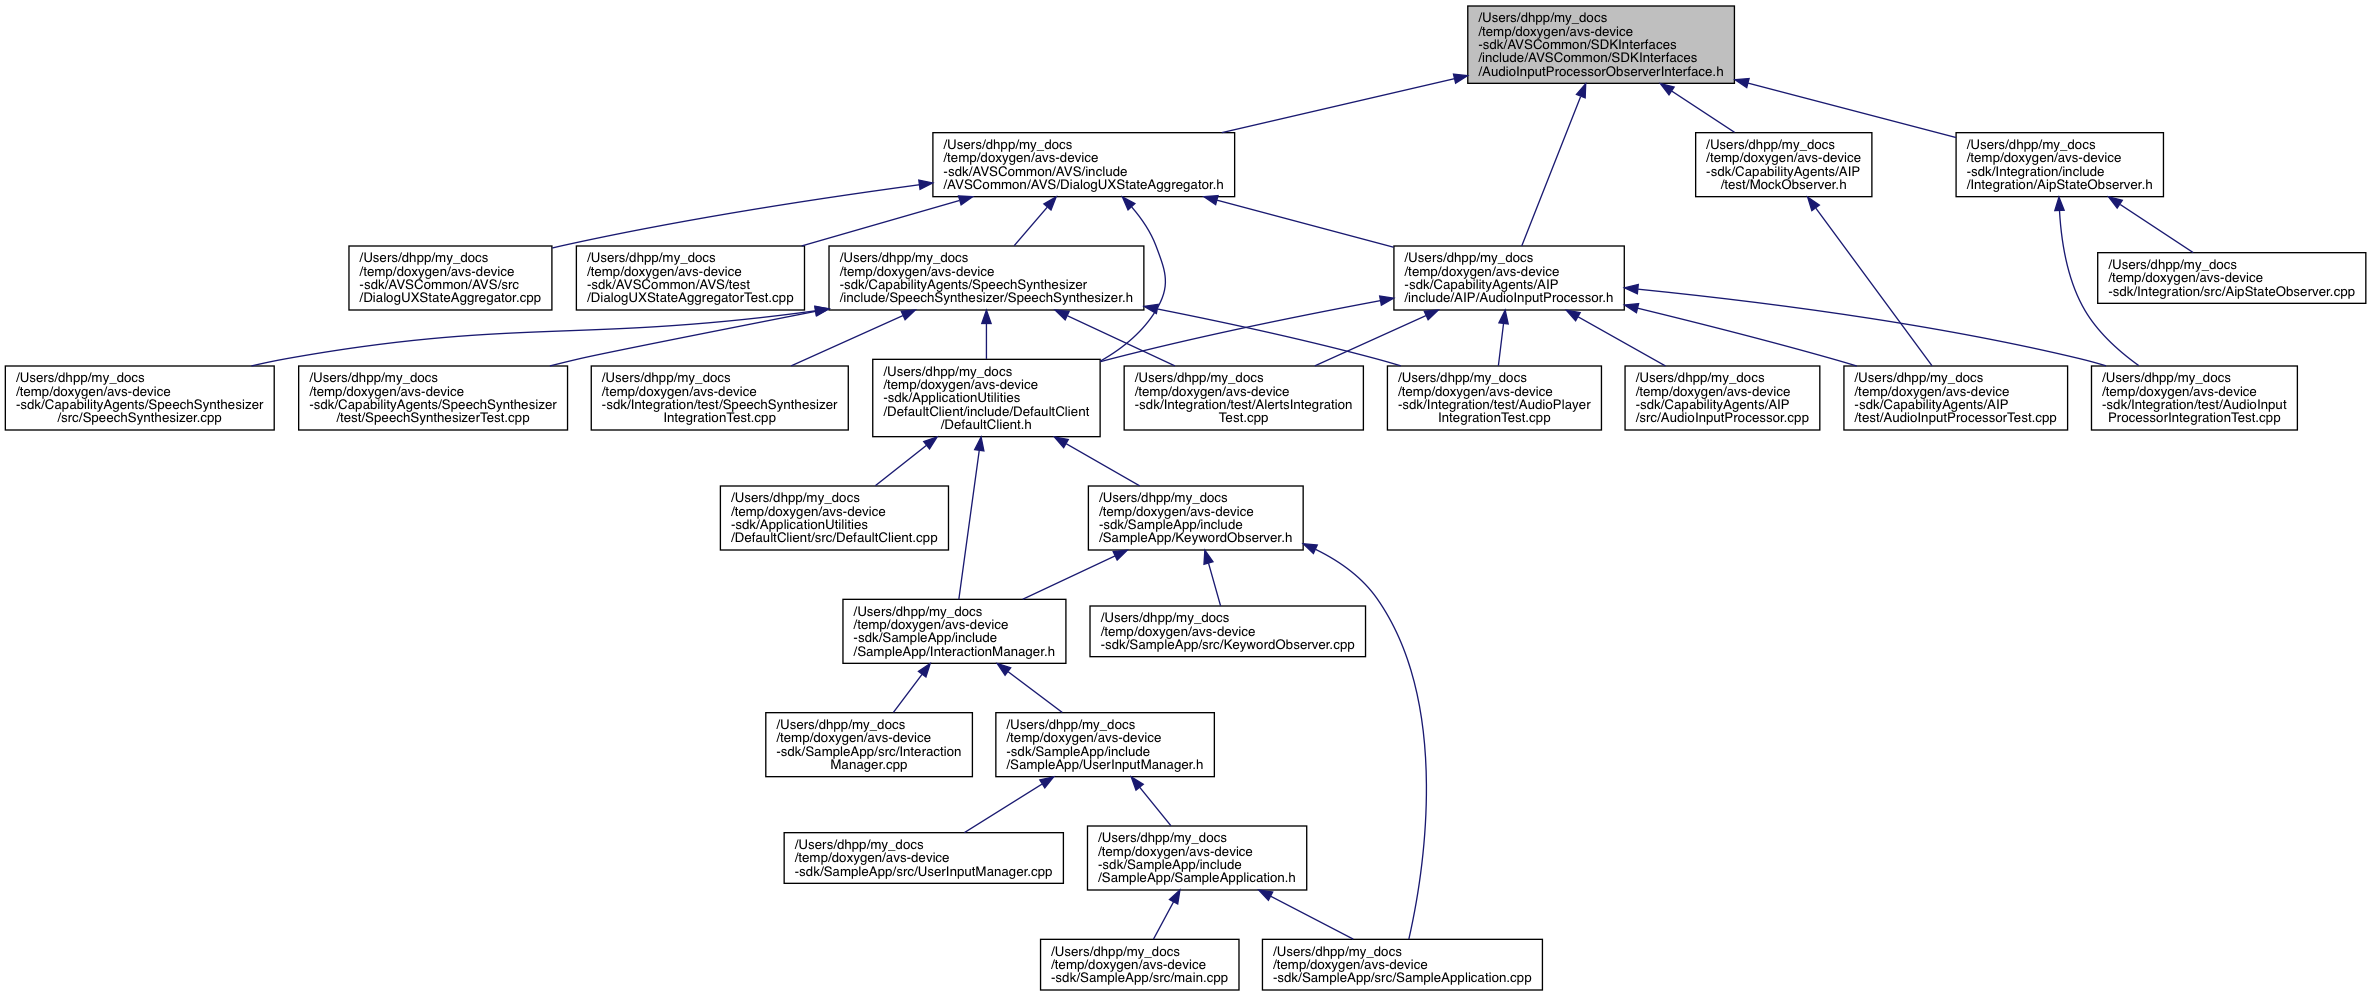 /Users/dhpp/my_docs
/temp/doxygen/avs-device
-sdk/AVSCommon/SDKInterfaces
/include/AVSCommon/SDKInterfaces
/AudioInputProcessorObserverInterface.h
/Users/dhpp/my_docs
/temp/doxygen/avs-device
-sdk/AVSCommon/AVS/include
/AVSCommon/AVS/DialogUXStateAggregator.h
/Users/dhpp/my_docs
/temp/doxygen/avs-device
-sdk/CapabilityAgents/AIP
/test/MockObserver.h
/Users/dhpp/my_docs
/temp/doxygen/avs-device
-sdk/Integration/include
/Integration/AipStateObserver.h
/Users/dhpp/my_docs
/temp/doxygen/avs-device
-sdk/AVSCommon/AVS/src
/DialogUXStateAggregator.cpp
/Users/dhpp/my_docs
/temp/doxygen/avs-device
-sdk/AVSCommon/AVS/test
/DialogUXStateAggregatorTest.cpp
/Users/dhpp/my_docs
/temp/doxygen/avs-device
-sdk/CapabilityAgents/SpeechSynthesizer
/include/SpeechSynthesizer/SpeechSynthesizer.h
/Users/dhpp/my_docs
/temp/doxygen/avs-device
-sdk/CapabilityAgents/AIP
/include/AIP/AudioInputProcessor.h
/Users/dhpp/my_docs
/temp/doxygen/avs-device
-sdk/Integration/src/AipStateObserver.cpp
/Users/dhpp/my_docs
/temp/doxygen/avs-device
-sdk/CapabilityAgents/SpeechSynthesizer
/src/SpeechSynthesizer.cpp
/Users/dhpp/my_docs
/temp/doxygen/avs-device
-sdk/CapabilityAgents/SpeechSynthesizer
/test/SpeechSynthesizerTest.cpp
/Users/dhpp/my_docs
/temp/doxygen/avs-device
-sdk/Integration/test/SpeechSynthesizer
IntegrationTest.cpp
/Users/dhpp/my_docs
/temp/doxygen/avs-device
-sdk/ApplicationUtilities
/DefaultClient/include/DefaultClient
/DefaultClient.h
/Users/dhpp/my_docs
/temp/doxygen/avs-device
-sdk/Integration/test/AlertsIntegration
Test.cpp
/Users/dhpp/my_docs
/temp/doxygen/avs-device
-sdk/Integration/test/AudioPlayer
IntegrationTest.cpp
/Users/dhpp/my_docs
/temp/doxygen/avs-device
-sdk/CapabilityAgents/AIP
/src/AudioInputProcessor.cpp
/Users/dhpp/my_docs
/temp/doxygen/avs-device
-sdk/CapabilityAgents/AIP
/test/AudioInputProcessorTest.cpp
/Users/dhpp/my_docs
/temp/doxygen/avs-device
-sdk/Integration/test/AudioInput
ProcessorIntegrationTest.cpp
/Users/dhpp/my_docs
/temp/doxygen/avs-device
-sdk/ApplicationUtilities
/DefaultClient/src/DefaultClient.cpp
/Users/dhpp/my_docs
/temp/doxygen/avs-device
-sdk/SampleApp/include
/SampleApp/KeywordObserver.h
/Users/dhpp/my_docs
/temp/doxygen/avs-device
-sdk/SampleApp/include
/SampleApp/InteractionManager.h
/Users/dhpp/my_docs
/temp/doxygen/avs-device
-sdk/SampleApp/src/KeywordObserver.cpp
/Users/dhpp/my_docs
/temp/doxygen/avs-device
-sdk/SampleApp/src/Interaction
Manager.cpp
/Users/dhpp/my_docs
/temp/doxygen/avs-device
-sdk/SampleApp/include
/SampleApp/UserInputManager.h
/Users/dhpp/my_docs
/temp/doxygen/avs-device
-sdk/SampleApp/src/UserInputManager.cpp
/Users/dhpp/my_docs
/temp/doxygen/avs-device
-sdk/SampleApp/include
/SampleApp/SampleApplication.h
/Users/dhpp/my_docs
/temp/doxygen/avs-device
-sdk/SampleApp/src/main.cpp
/Users/dhpp/my_docs
/temp/doxygen/avs-device
-sdk/SampleApp/src/SampleApplication.cpp